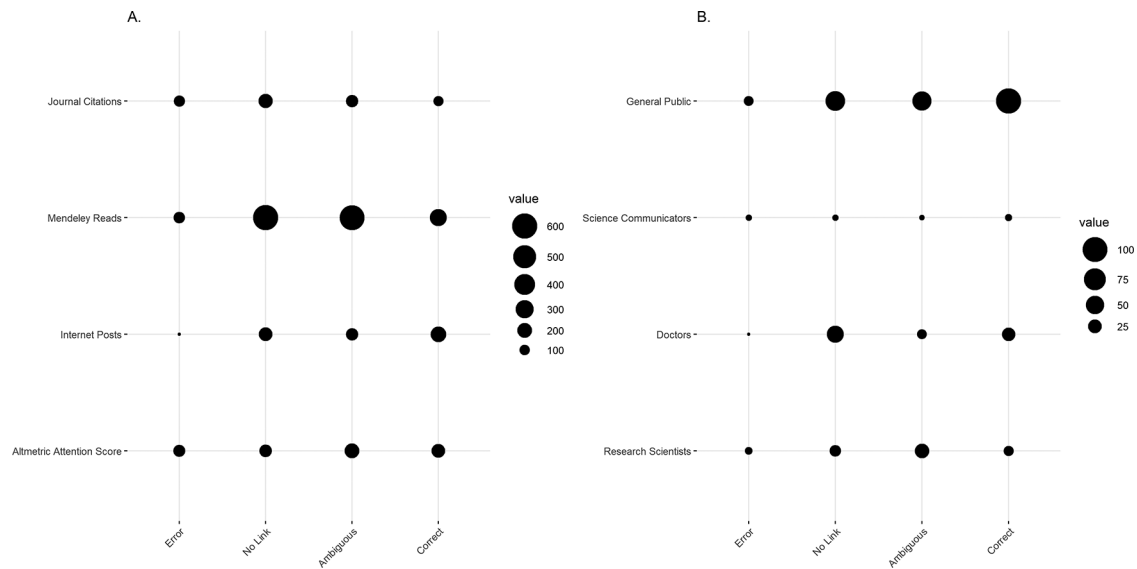 A.
Journal Citations
Mendeley Reads
Internet Posts
Altmetric Attention Score
Error
No Link
Ambiguous
Correct
value
600
500
400
300
200
100
B.
General Public
Science Communicators
Doctors
Research Scientists
Error
No Link
Ambiguous
Correct
value
100
75
50
25